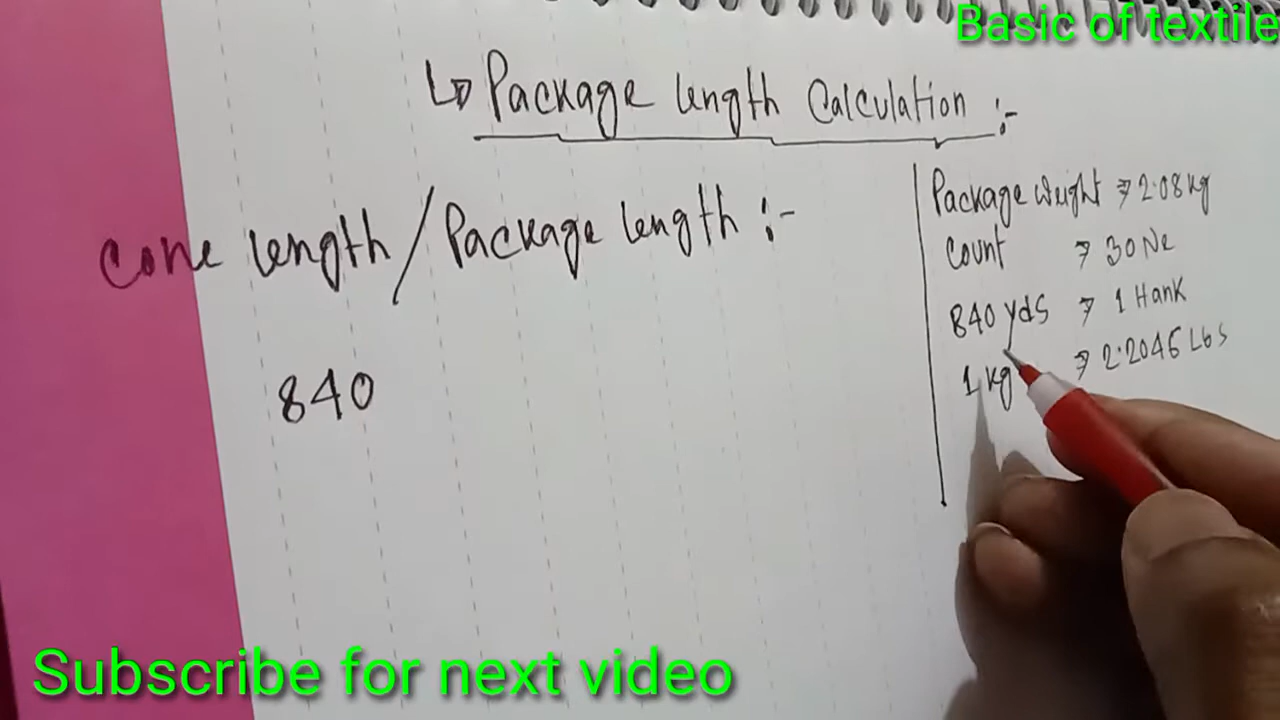 Basic of textile
Package length Calculation :-
Cone length / Package length :-
840
Package weight → 2.08 kg
Count → 30 Ne
840 yds → 1 Hank
1 kg → 2.2046 Lbs
Subscribe for next video